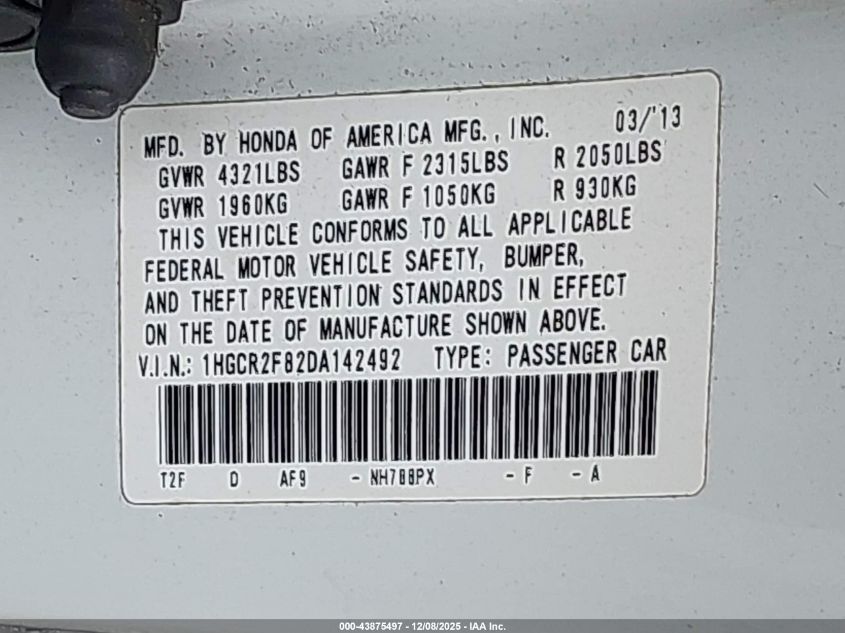 MFD. BY HONDA OF AMERICA MFG., INC. 03/'13
GVWR 4321LBS GAWR F 2315LBS R 2050LBS
GVWR 1960KG GAWR F 1050KG R 930KG
THIS VEHICLE CONFORMS TO ALL APPLICABLE
FEDERAL MOTOR VEHICLE SAFETY, BUMPER,
AND THEFT PREVENTION STANDARDS IN EFFECT
ON THE DATE OF MANUFACTURE SHOWN ABOVE.
V.I.N.: 1HGCR2F82DA142492 TYPE: PASSENGER CAR
T2F D AF9 - NH788PX - F - A
000-43875497 - 12/08/2025 - IAA Inc.